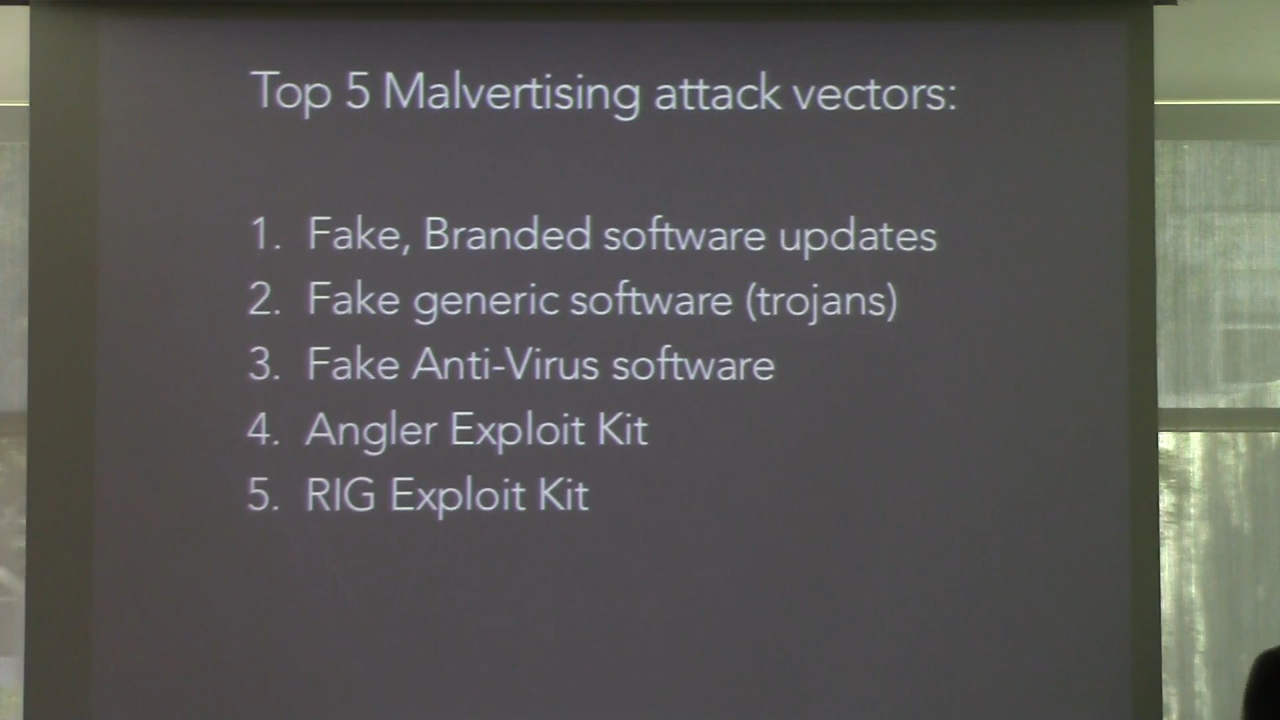 Top 5 Malvertising attack vectors:
1. Fake, Branded software updates
2. Fake generic software (trojans)
3. Fake Anti-Virus software
4. Angler Exploit Kit
5. RIG Exploit Kit